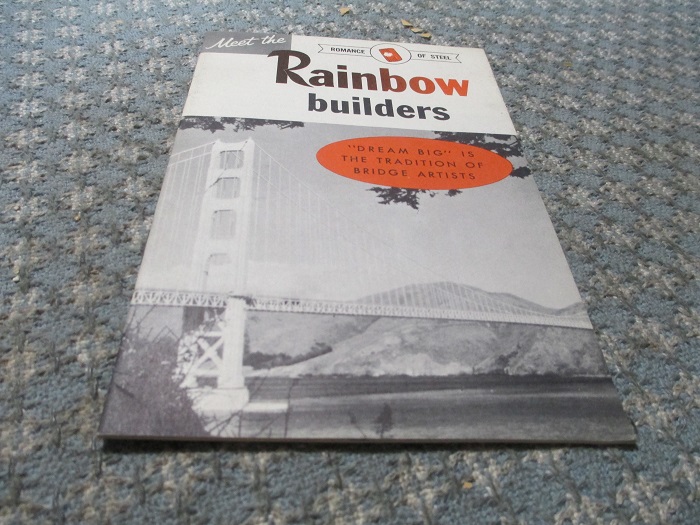 Meet the
ROMANCE OF STEEL
Rainbow
builders
"DREAM BIG" IS
THE TRADITION OF
BRIDGE ARTISTS